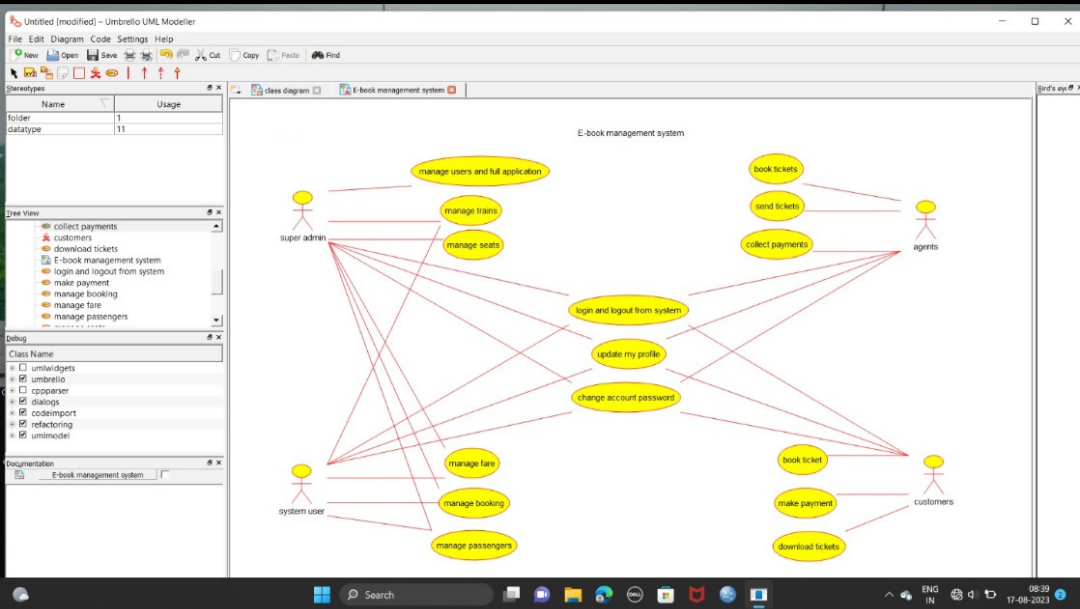 Untitled [modified] – Umbrello UML Modeller
File Edit Diagram Code Settings Help
New Open Save Cut Copy Paste Find
Stereotypes
Name Usage
folder 1
datatype 11
Tree View
collect payments
customers
download tickets
E-book management system
login and logout from system
make payment
manage booking
manage fare
manage passengers
Debug
Class Name
umlwidgets
umbrello
cppparser
dialogs
codeimport
refactoring
umlmodel
Documentation
E-book management system
class diagram E-book management system
Bird's eye
E-book management system
manage users and full application
manage trains
manage seats
super admin
book tickets
send tickets
collect payments
agents
login and logout from system
update my profile
change account password
manage fare
manage booking
manage passengers
system user
book ticket
make payment
download tickets
customers
Search
DELL
ENG
IN
08:39
17-08-2023
2